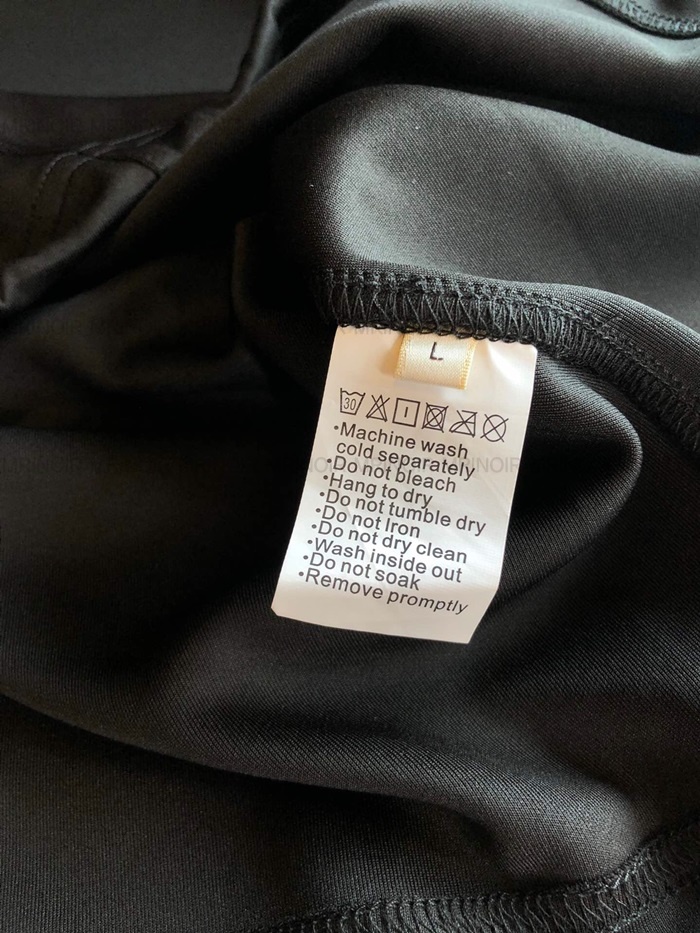 L
30
•Machine wash
cold separately
•Do not bleach
•Hang to dry
•Do not tumble dry
•Do not Iron
•Do not dry clean
•Wash inside out
•Do not soak
•Remove promptly